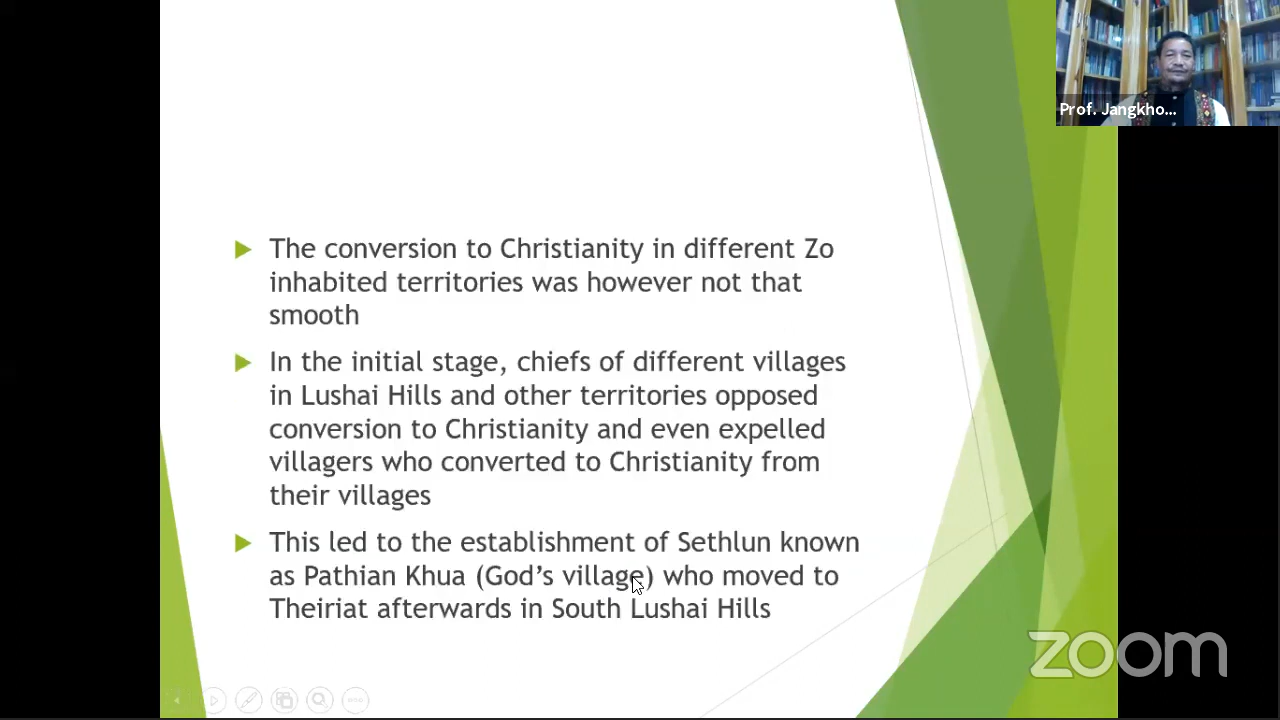 Prof. Jangkho...
The conversion to Christianity in different Zo
inhabited territories was however not that
smooth
In the initial stage, chiefs of different villages
in Lushai Hills and other territories opposed
conversion to Christianity and even expelled
villagers who converted to Christianity from
their villages
This led to the establishment of Sethlun known
as Pathian Khua (God’s village) who moved to
Theiriat afterwards in South Lushai Hills
zoom